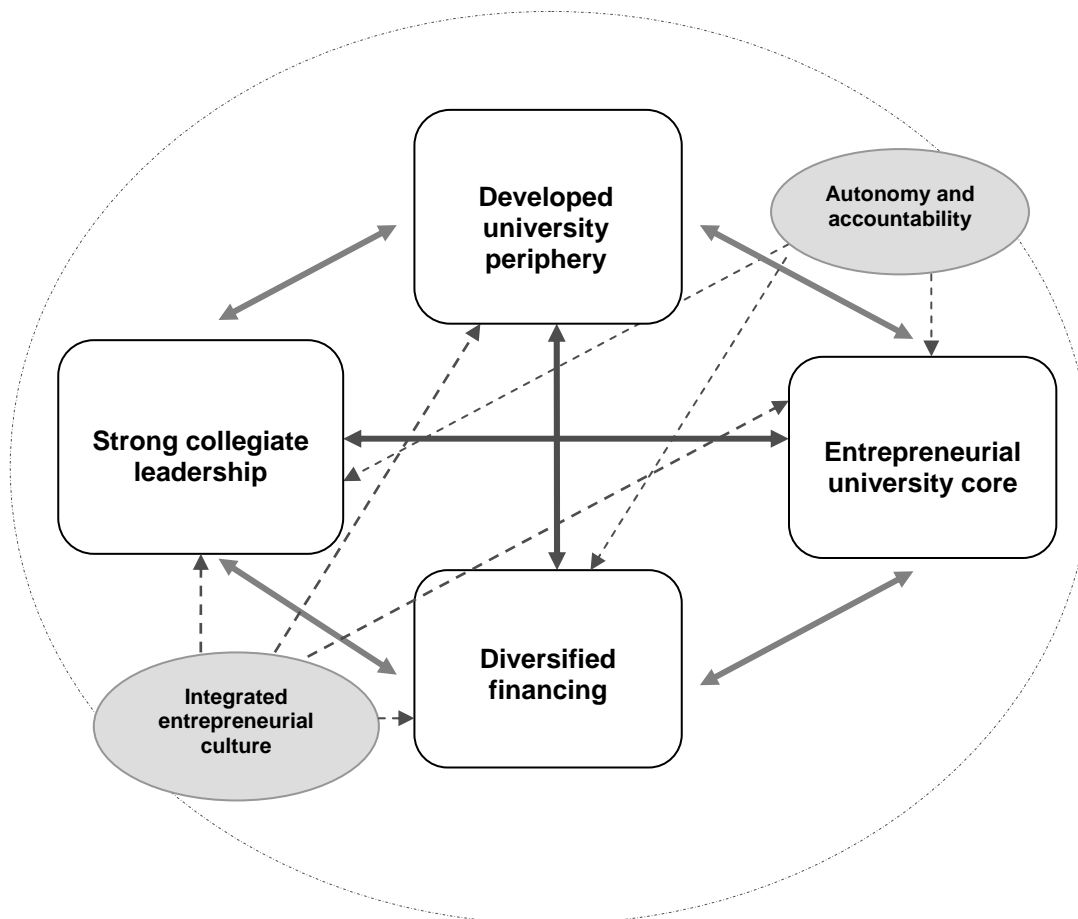 Developed
university
periphery
Autonomy and
accountability
Strong collegiate
leadership
Entrepreneurial
university core
Diversified
financing
Integrated
entrepreneurial
culture